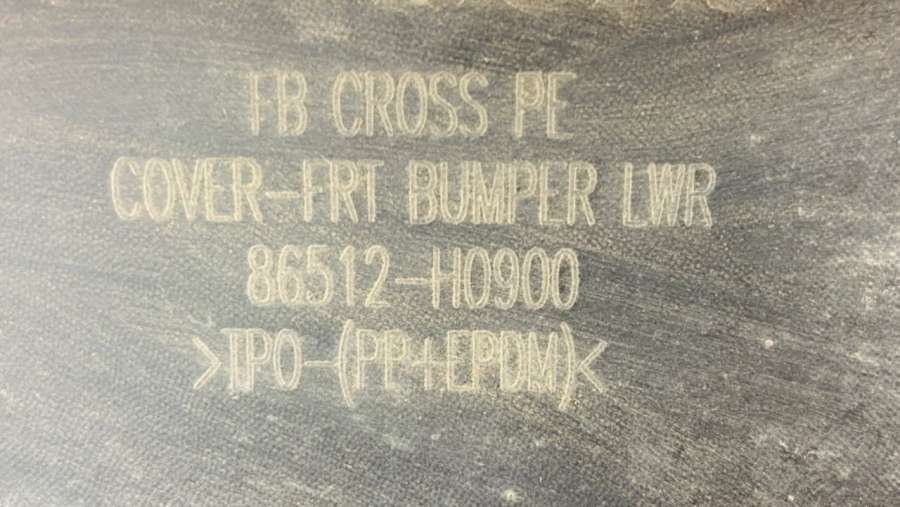 FB CROSS PE
COVER-FRT BUMPER LWR
86512-H0900
>TPO-(PP+EPDM)<